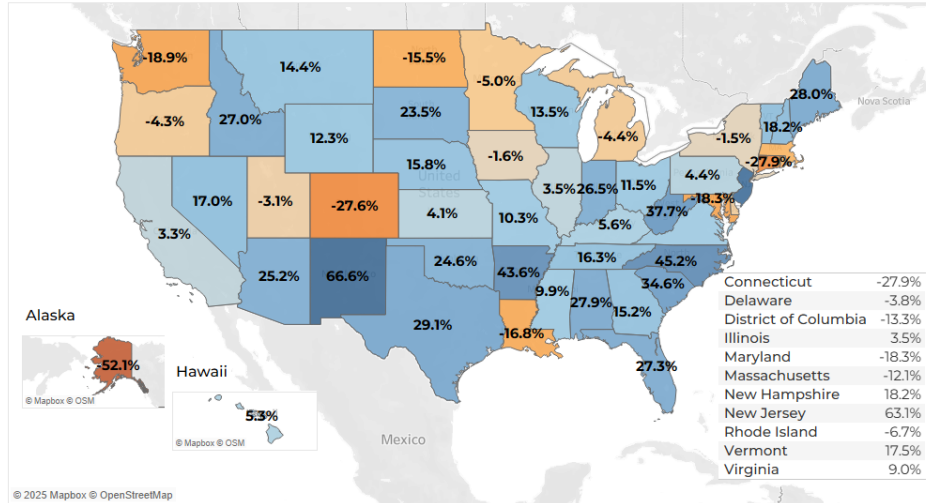 -18.9%
14.4%
-15.5%
-5.0%
28.0%
Nova Scotia
-4.3%
27.0%
23.5%
13.5%
-4.4%
-1.5%
18.2%
12.3%
-1.6%
-27.9%
15.8%
United
States
17.0%
-3.1%
-27.6%
4.1%
3.5%
26.5%
11.5%
4.4%
-18.3%
3.3%
10.3%
37.7%
5.6%
25.2%
66.6%
24.6%
43.6%
16.3%
45.2%
34.6%
9.9%
27.9%
15.2%
29.1%
-16.8%
27.3%
Mexico
Alaska
-52.1%
© Mapbox © OSM
Hawaii
5.3%
© Mapbox © OSM
Connecticut -27.9%
Delaware -3.8%
District of Columbia -13.3%
Illinois 3.5%
Maryland -18.3%
Massachusetts -12.1%
New Hampshire 18.2%
New Jersey 63.1%
Rhode Island -6.7%
Vermont 17.5%
Virginia 9.0%
© 2025 Mapbox © OpenStreetMap